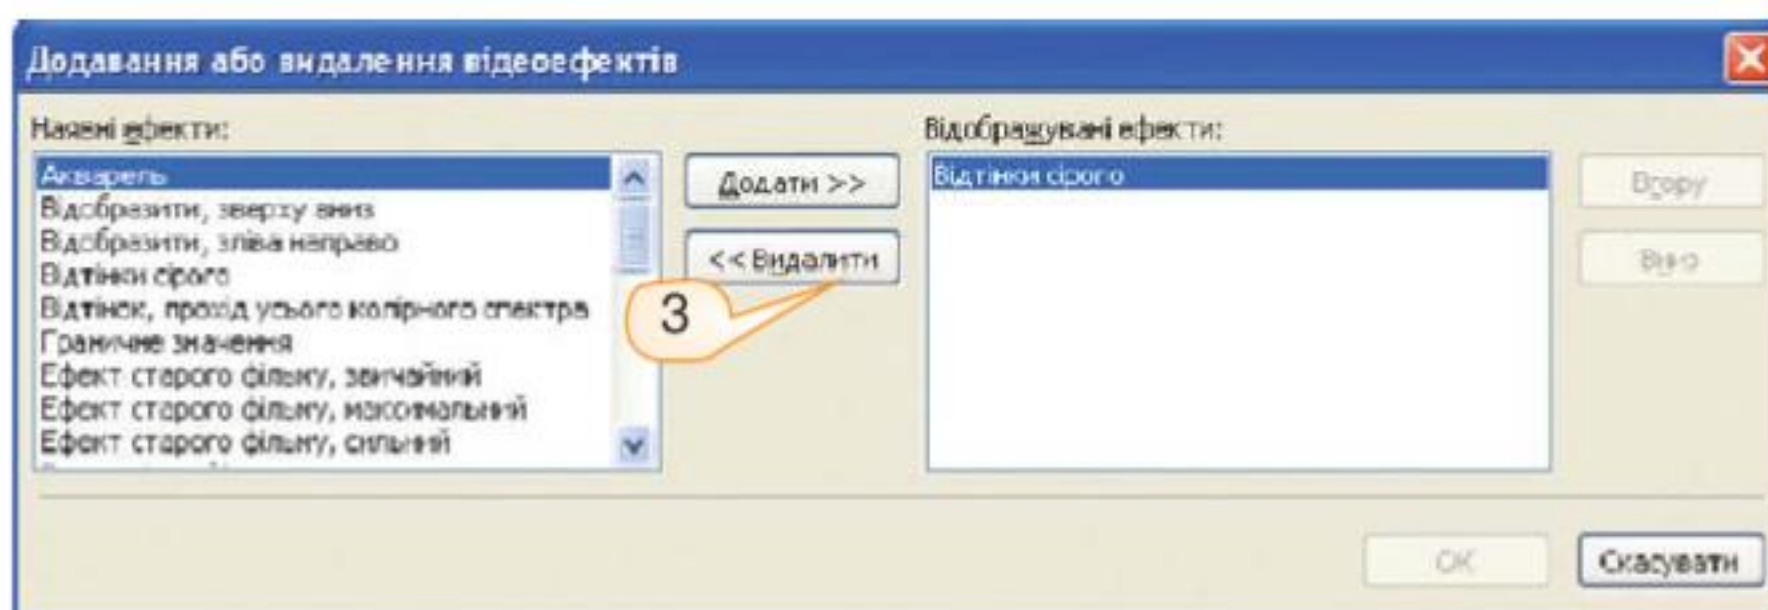 Додавання або видалення відеоефектів
Наявні ефекти:
Відображувані ефекти:
Акварель
Відобразити, зверху вниз
Відобразити, зліва направо
Відтінки сірого
Відтінок, прохід усього колірного спектра
Граничне значення
Ефект старого фільму, звичайний
Ефект старого фільму, максимальний
Ефект старого фільму, сильний
Додати >>
<< Видалити
3
Відтінки сірого
Вгору
Вниз
OK
Скасувати